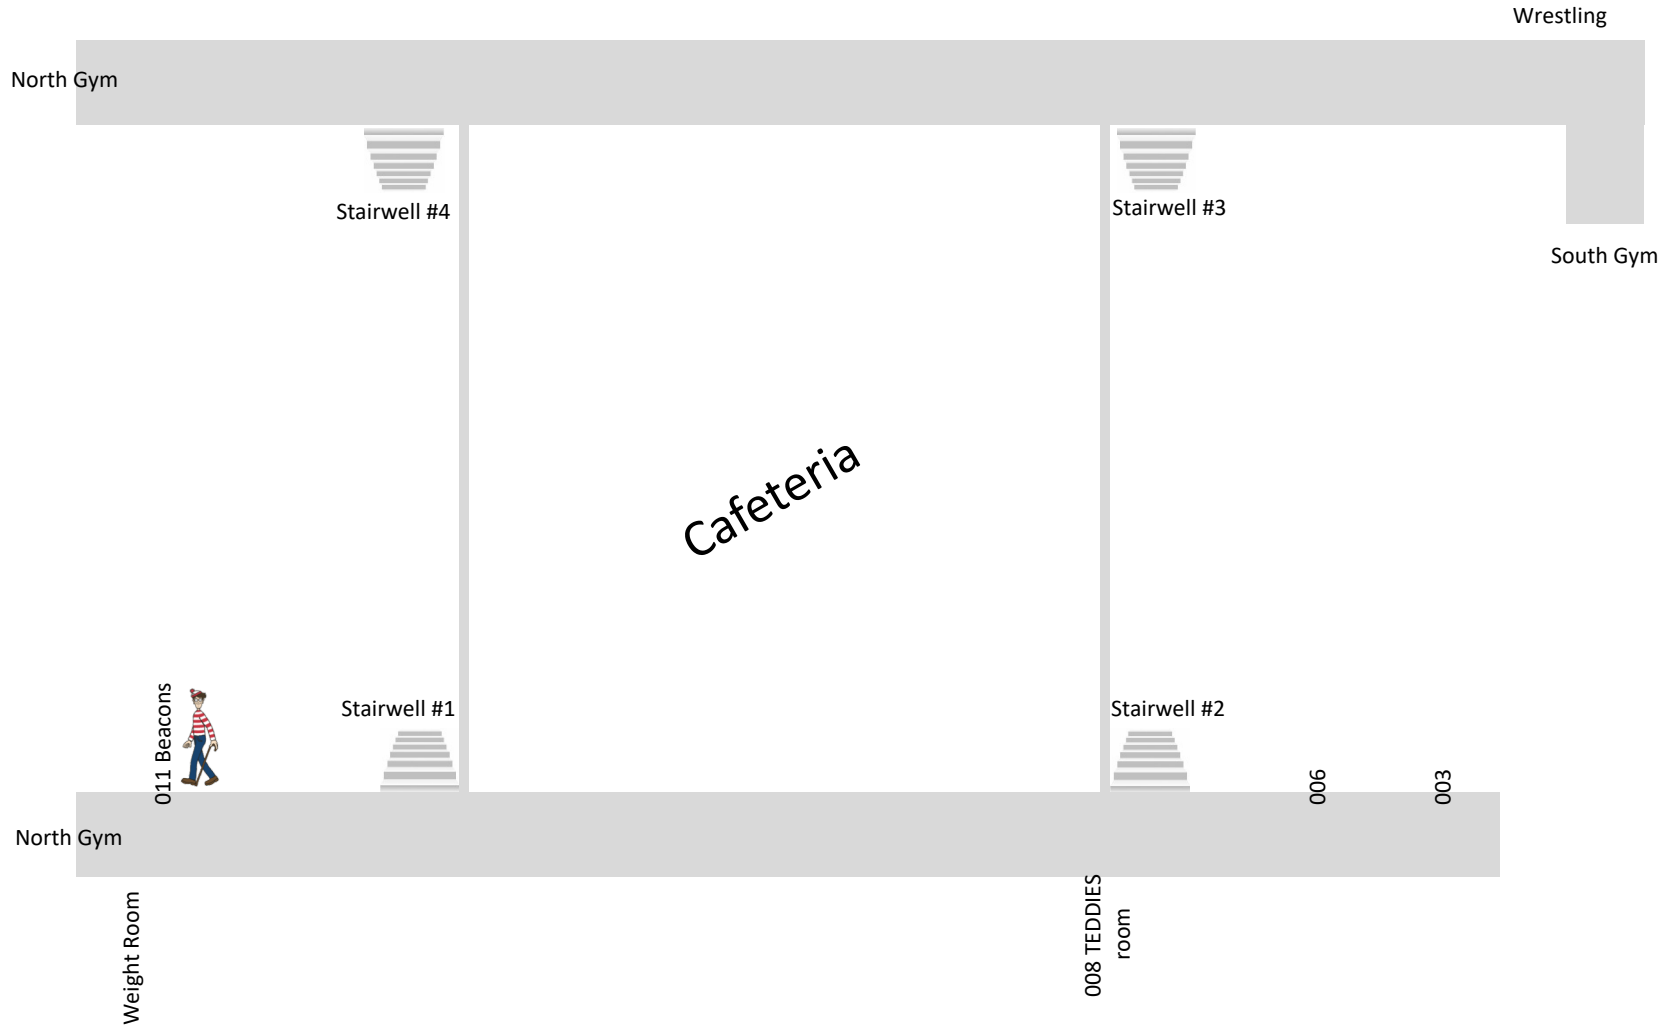 Wrestling
North Gym
Stairwell #4
Stairwell #3
South Gym
Cafeteria
011 Beacons
Stairwell #1
Stairwell #2
006
003
North Gym
Weight Room
008 TEDDIES
room